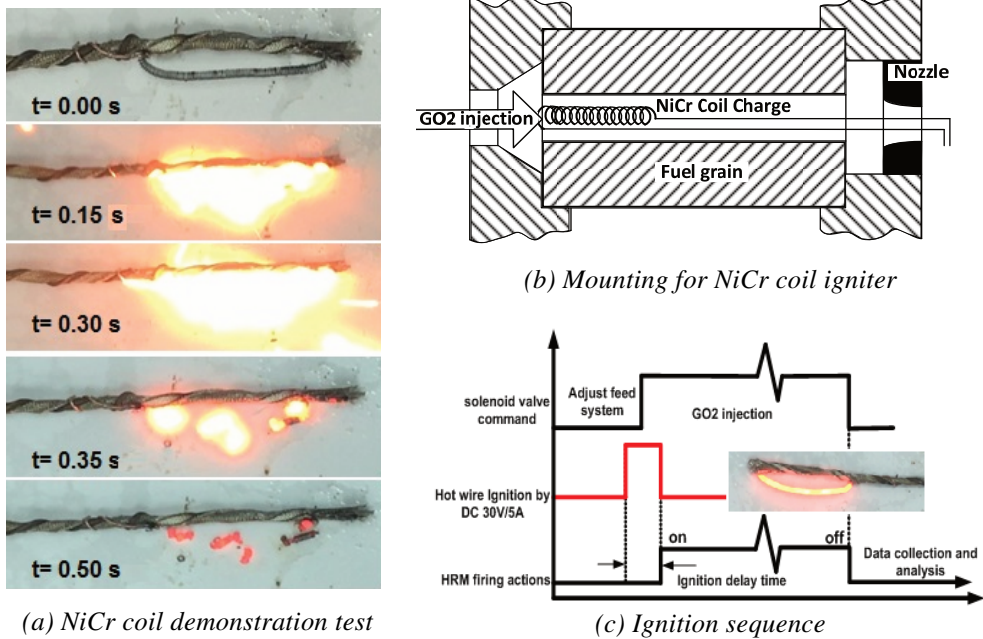 t= 0.00 s
t= 0.15 s
t= 0.30 s
t= 0.35 s
t= 0.50 s
(a) NiCr coil demonstration test
Nozzle
NiCr Coil Charge
GO2 injection
Fuel grain
(b) Mounting for NiCr coil igniter
solenoid valve
command
Adjust feed
system
GO2 injection
Hot wire Ignition by
DC 30V/5A
on
off
HRM firing actions
Ignition delay time
Data collection and
analysis
(c) Ignition sequence